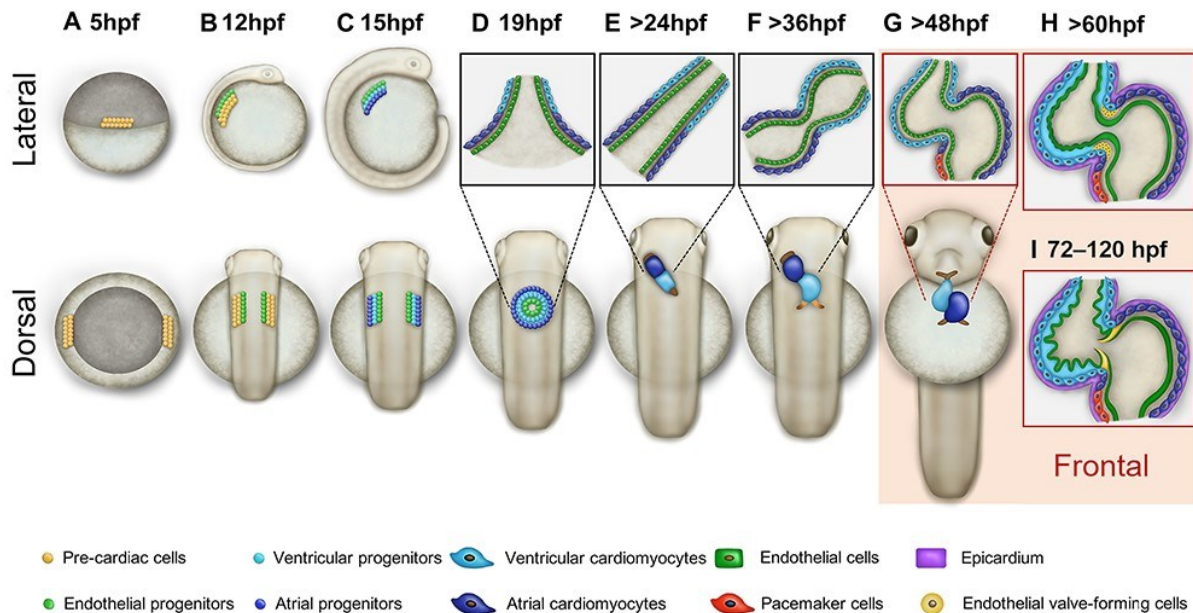 A 5hpf
B 12hpf
C 15hpf
D 19hpf
E >24hpf
F >36hpf
G >48hpf
H >60hpf
Lateral
Dorsal
I 72–120 hpf
Frontal
Pre-cardiac cells
Ventricular progenitors
Ventricular cardiomyocytes
Endothelial cells
Epicardium
Endothelial progenitors
Atrial progenitors
Atrial cardiomyocytes
Pacemaker cells
Endothelial valve-forming cells